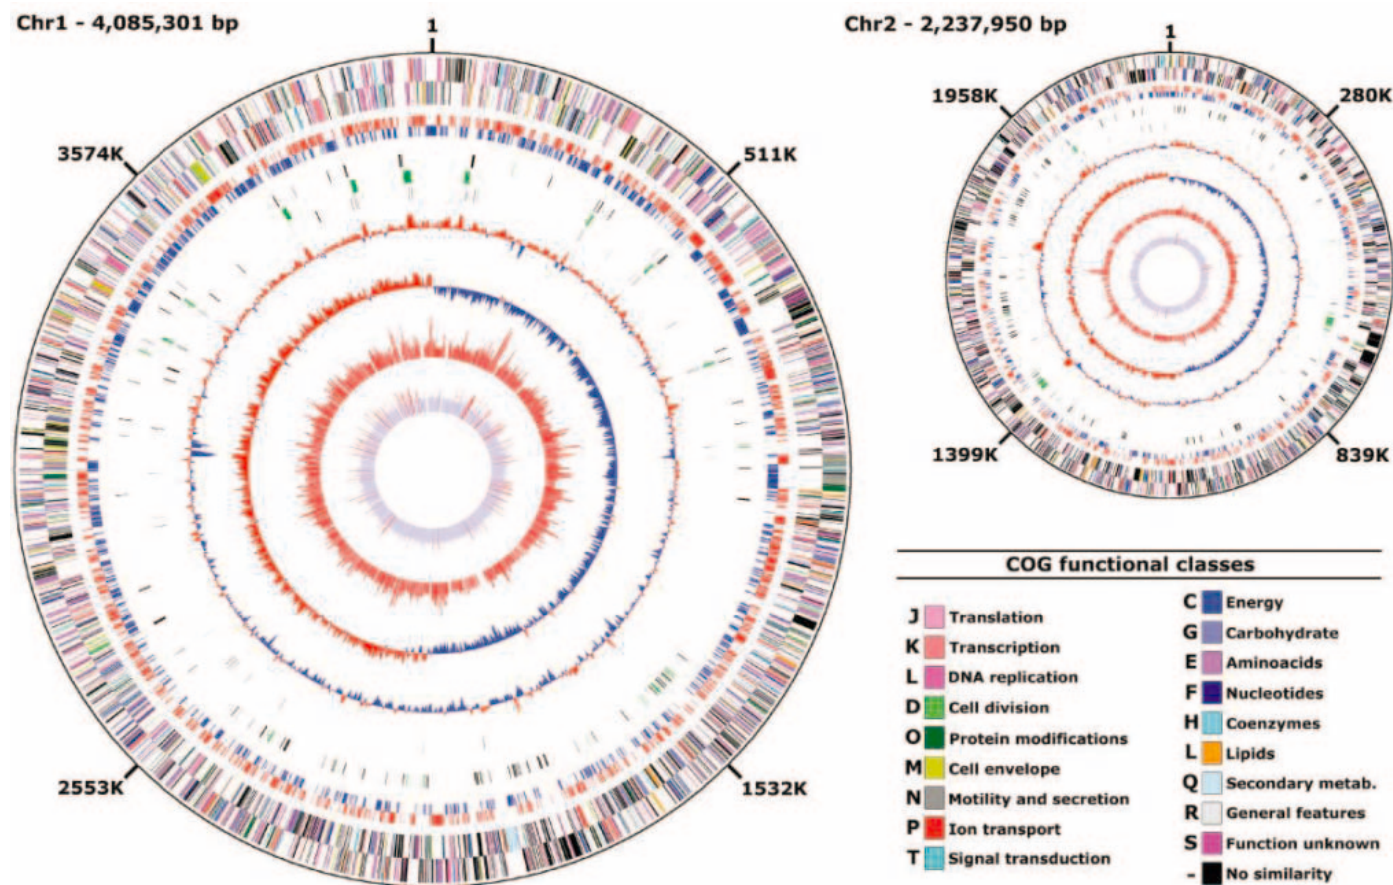 Chr1 - 4,085,301 bp
1
511K
1532K
2553K
3574K
Chr2 - 2,237,950 bp
1
280K
839K
1399K
1958K
COG functional classes
J Translation
K Transcription
L DNA replication
D Cell division
O Protein modifications
M Cell envelope
N Motility and secretion
P Ion transport
T Signal transduction
C Energy
G Carbohydrate
E Aminoacids
F Nucleotides
H Coenzymes
L Lipids
Q Secondary metab.
R General features
S Function unknown
- No similarity